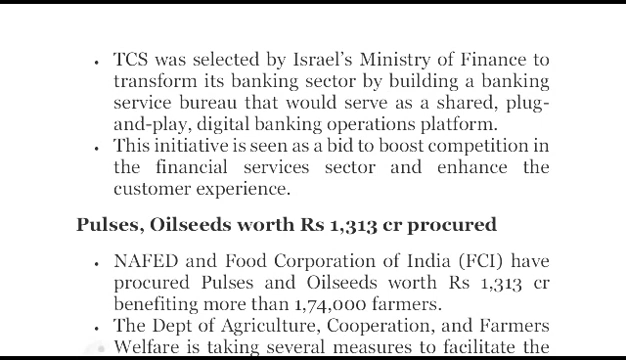 • TCS was selected by Israel's Ministry of Finance to
transform its banking sector by building a banking
service bureau that would serve as a shared, plug-
and-play, digital banking operations platform.
• This initiative is seen as a bid to boost competition in
the financial services sector and enhance the
customer experience.
Pulses, Oilseeds worth Rs 1,313 cr procured
• NAFED and Food Corporation of India (FCI) have
procured Pulses and Oilseeds worth Rs 1,313 cr
benefiting more than 1,74,000 farmers.
• The Dept of Agriculture, Cooperation, and Farmers
Welfare is taking several measures to facilitate the